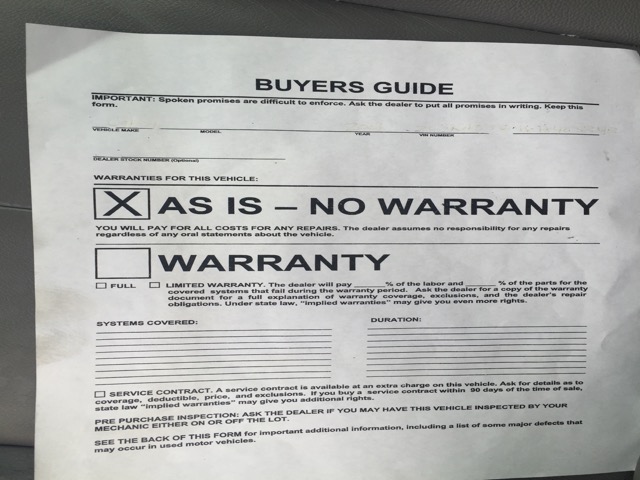 BUYERS GUIDE
IMPORTANT: Spoken promises are difficult to enforce. Ask the dealer to put all promises in writing. Keep this
form.
VEHICLE MAKE MODEL YEAR VIN NUMBER
DEALER STOCK NUMBER (Optional)
WARRANTIES FOR THIS VEHICLE:
X AS IS – NO WARRANTY
YOU WILL PAY FOR ALL COSTS FOR ANY REPAIRS. The dealer assumes no responsibility for any repairs
regardless of any oral statements about the vehicle.
WARRANTY
FULL LIMITED WARRANTY. The dealer will pay ______% of the labor and ______% of the parts for the
covered systems that fail during the warranty period. Ask the dealer for a copy of the warranty
document for a full explanation of warranty coverage, exclusions, and the dealer's repair
obligations. Under state law, "implied warranties" may give you even more rights.
SYSTEMS COVERED: DURATION:
SERVICE CONTRACT. A service contract is available at an extra charge on this vehicle. Ask for details as to
coverage, deductible, price, and exclusions. If you buy a service contract within 90 days of the time of sale,
state law "implied warranties" may give you additional rights.
PRE PURCHASE INSPECTION: ASK THE DEALER IF YOU MAY HAVE THIS VEHICLE INSPECTED BY YOUR
MECHANIC EITHER ON OR OFF THE LOT.
SEE THE BACK OF THIS FORM for important additional information, including a list of some major defects that
may occur in used motor vehicles.